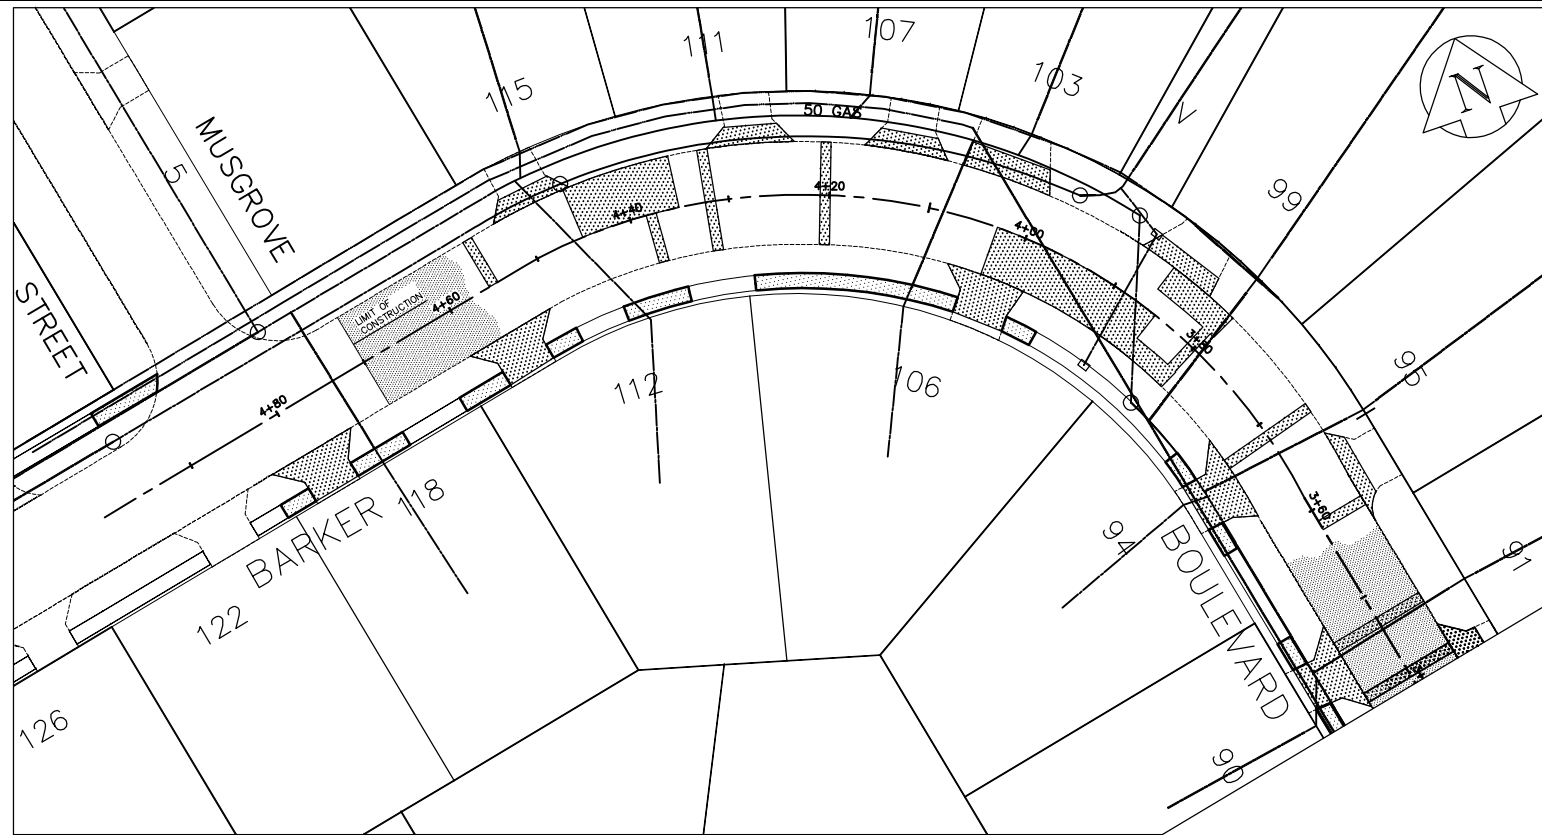 107
111
103
115
50 GAS
V
N
MUSGROVE
5
99
4+20
4+40
4+00
STREET
LIMIT OF
CONSTRUCTION
4+60
3+80
95
4+80
112
106
118
3+60
BARKER
94
BOULEVARD
91
122
126
90